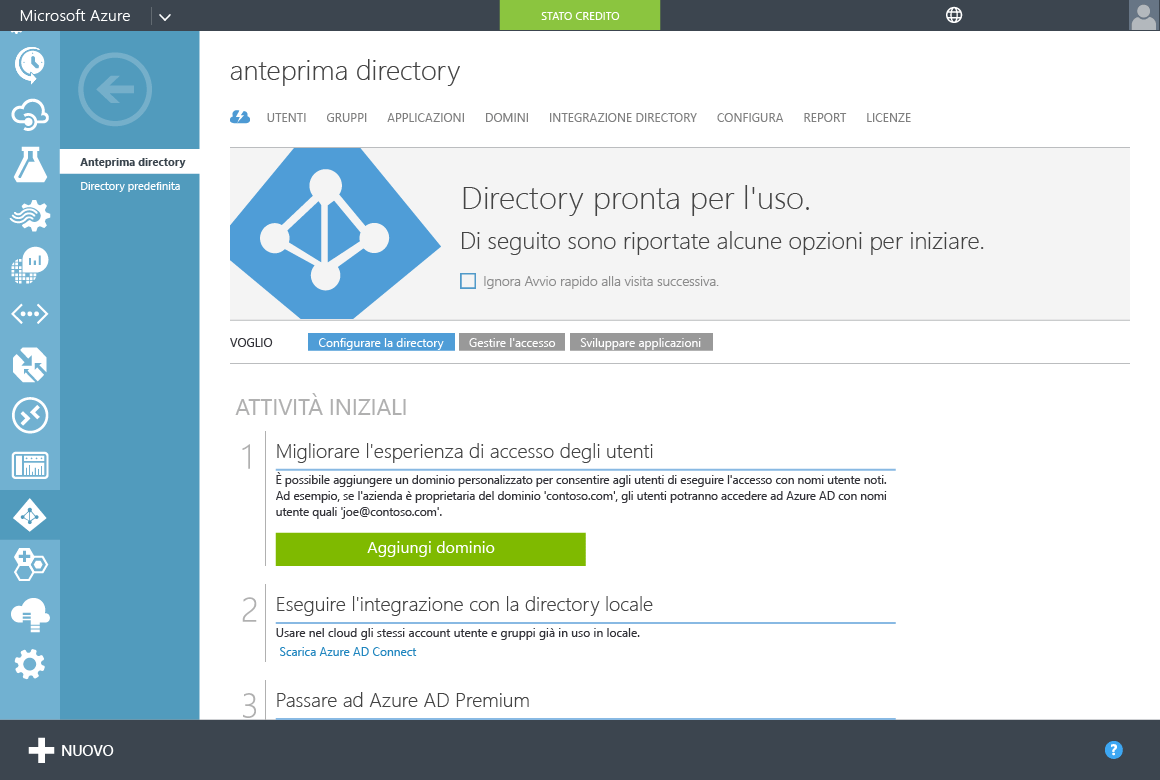 Microsoft Azure
STATO CREDITO
Anteprima directory
Directory predefinita
anteprima directory
UTENTI GRUPPI APPLICAZIONI DOMINI INTEGRAZIONE DIRECTORY CONFIGURA REPORT LICENZE
Directory pronta per l'uso.
Di seguito sono riportate alcune opzioni per iniziare.
Ignora Avvio rapido alla visita successiva.
VOGLIO Configurare la directory Gestire l'accesso Sviluppare applicazioni
ATTIVITÀ INIZIALI
1 Migliorare l'esperienza di accesso degli utenti
È possibile aggiungere un dominio personalizzato per consentire agli utenti di eseguire l'accesso con nomi utente noti.
Ad esempio, se l'azienda è proprietaria del dominio 'contoso.com', gli utenti potranno accedere ad Azure AD con nomi
utente quali 'joe@contoso.com'.
Aggiungi dominio
2 Eseguire l'integrazione con la directory locale
Usare nel cloud gli stessi account utente e gruppi già in uso in locale.
Scarica Azure AD Connect
3 Passare ad Azure AD Premium
NUOVO
?